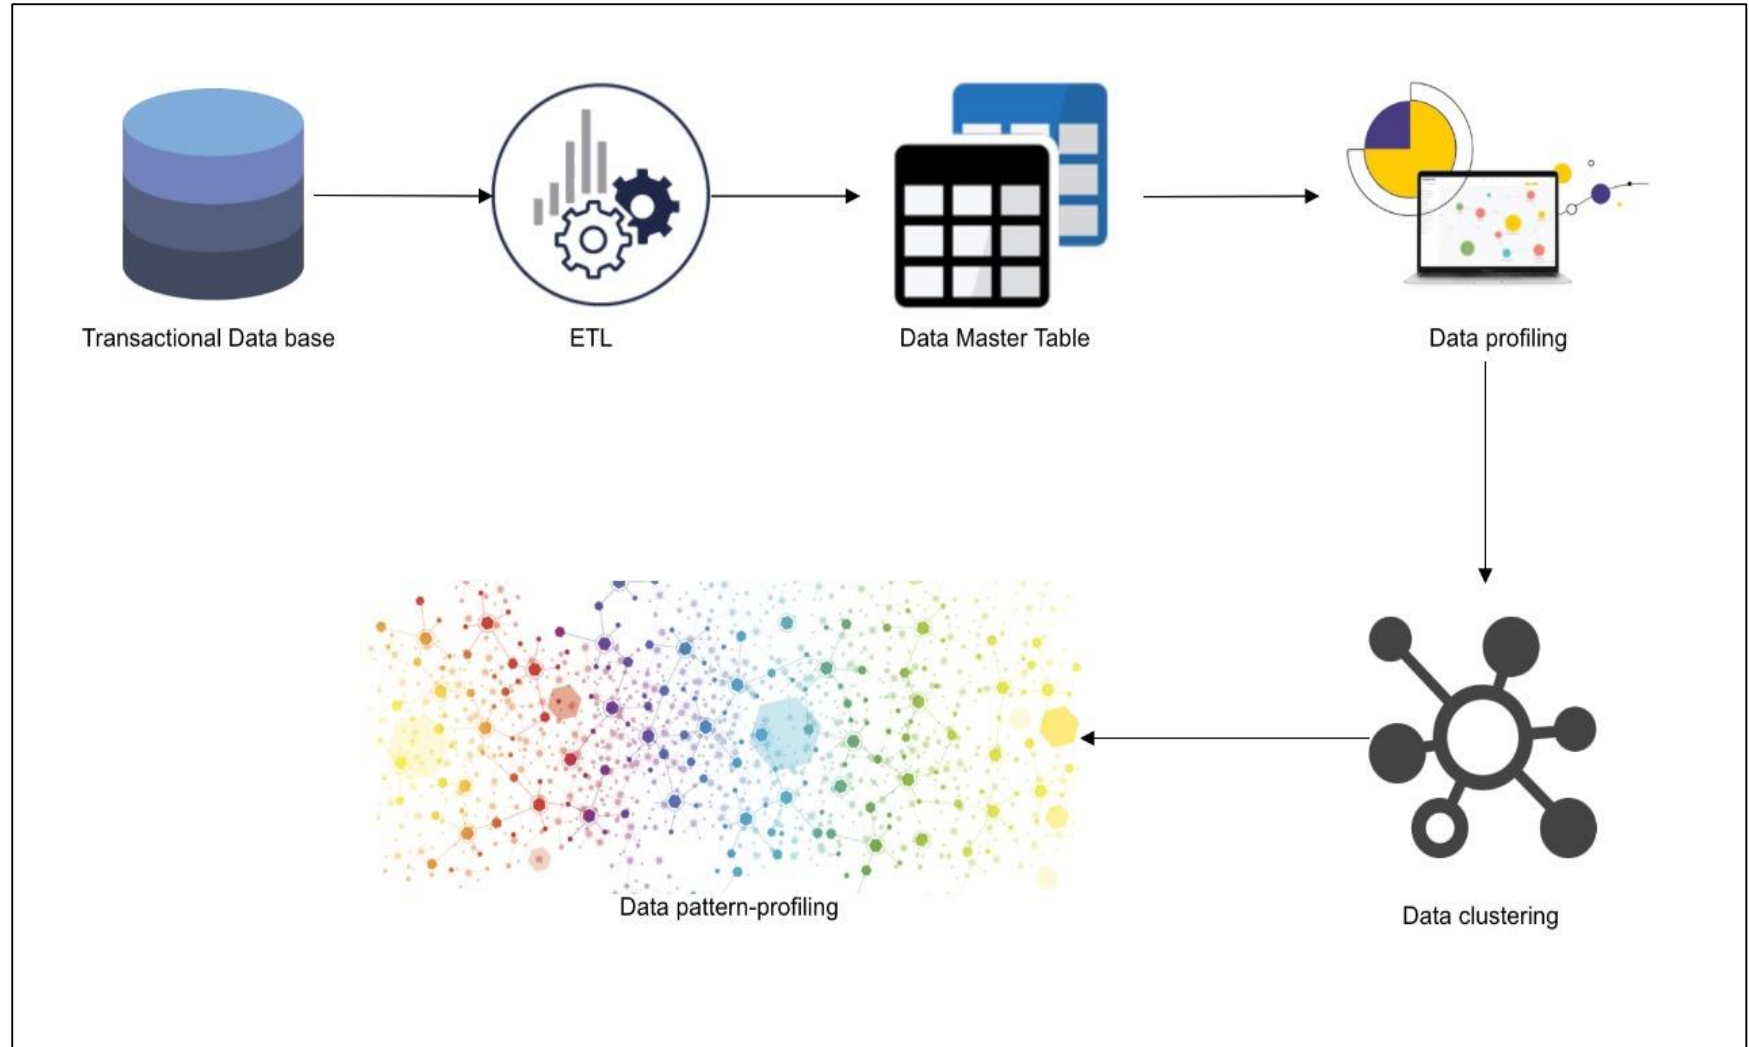 Transactional Data base
ETL
Data Master Table
Data profiling
Data pattern-profiling
Data clustering